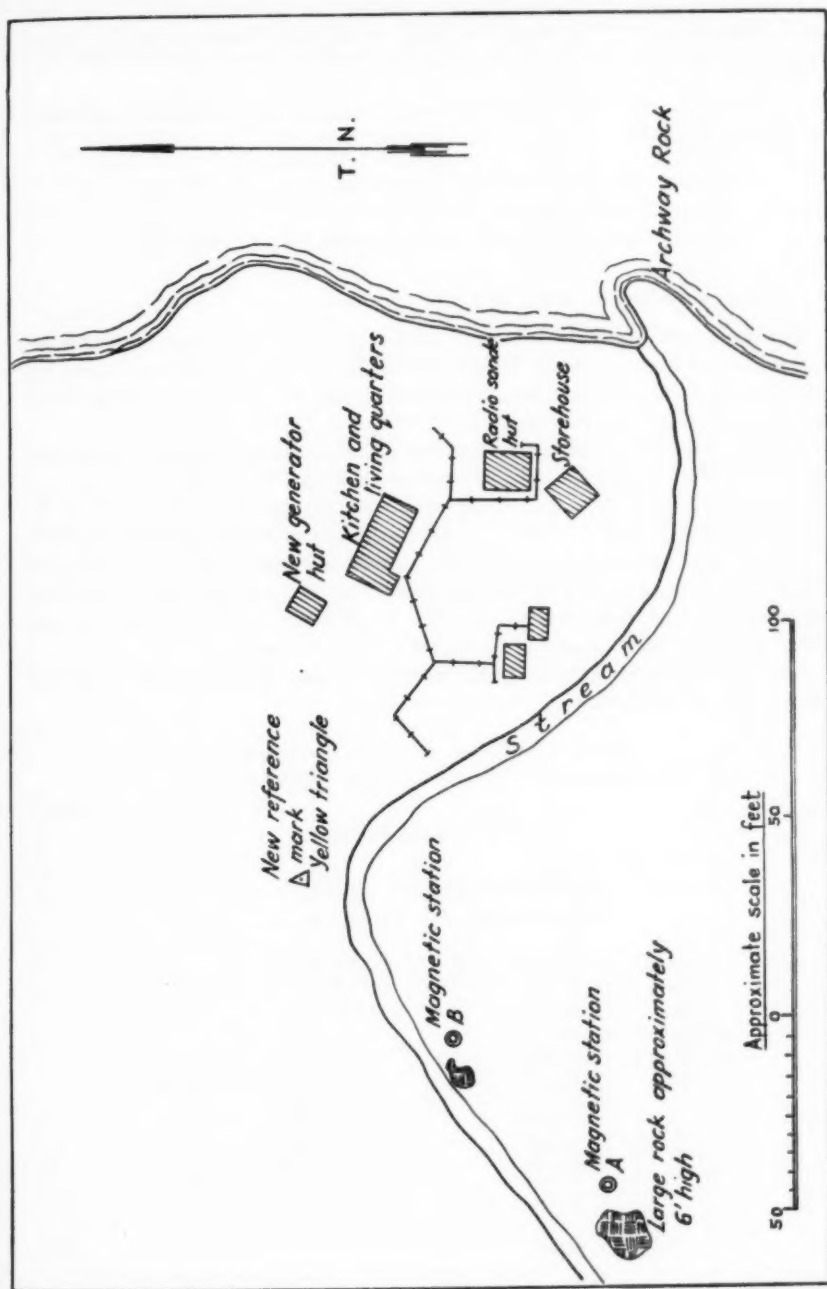 T. N.
Archway Rock
New generator
hut
Kitchen and
living quarters
Radio sonde
hut
Storehouse
New reference
mark
Yellow triangle
Stream
Magnetic station
B
Magnetic station
A
Large rock approximately
6' high
Approximate scale in feet
50 0 50 100